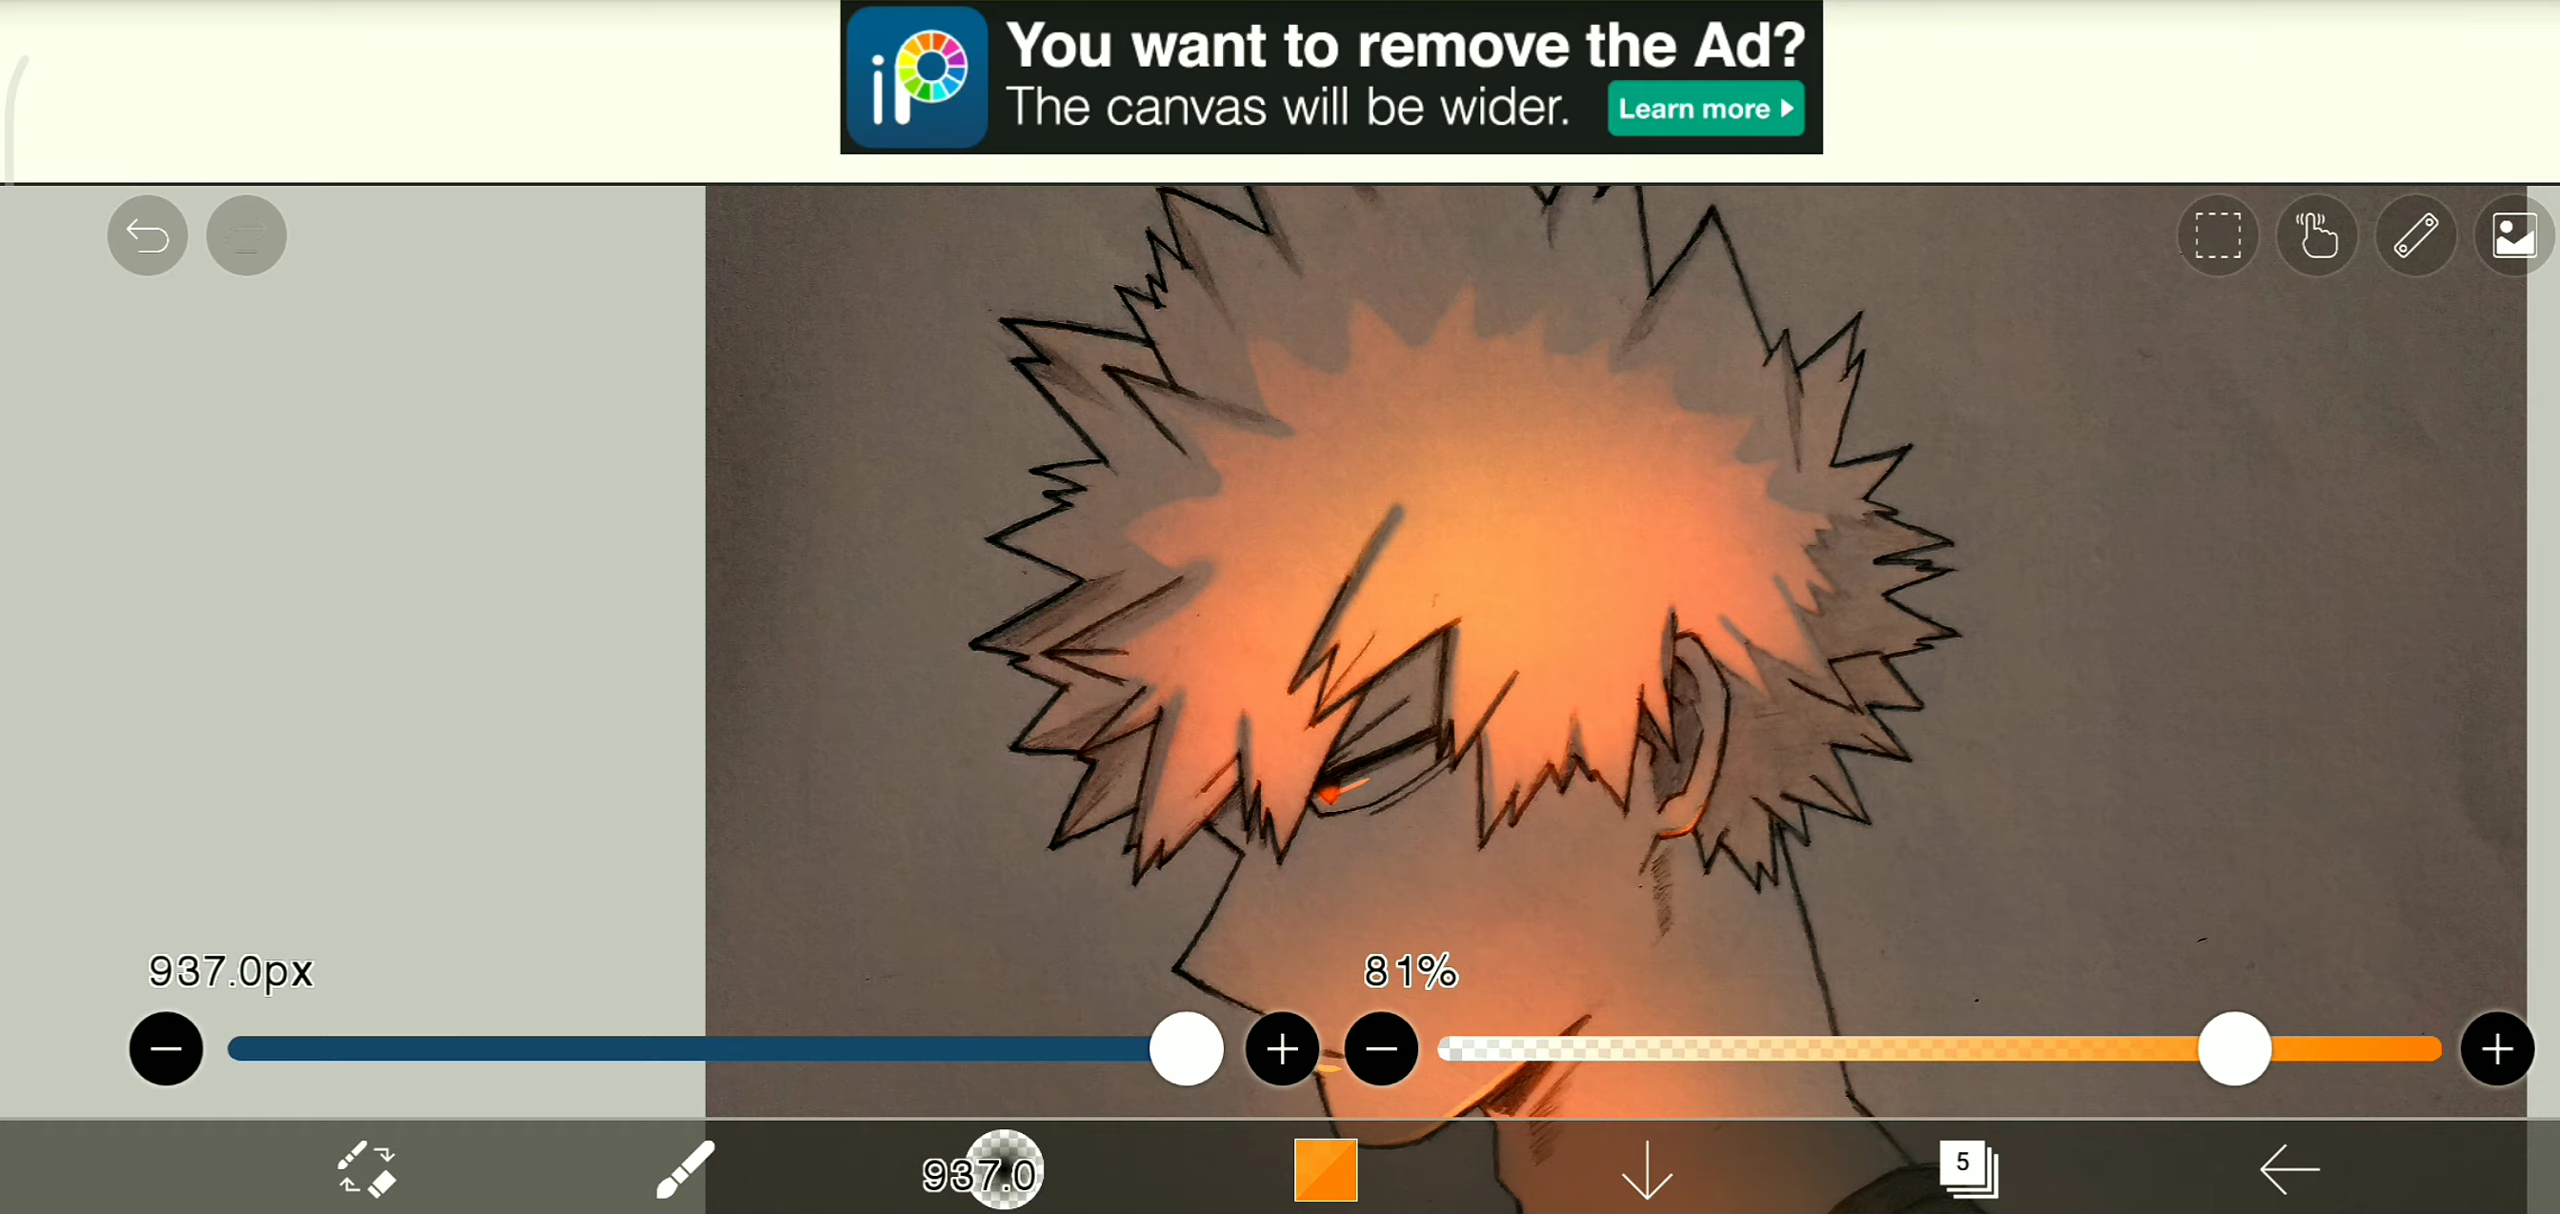 iP
You want to remove the Ad?
The canvas will be wider.
Learn more
937.0px
81%
937.0
5